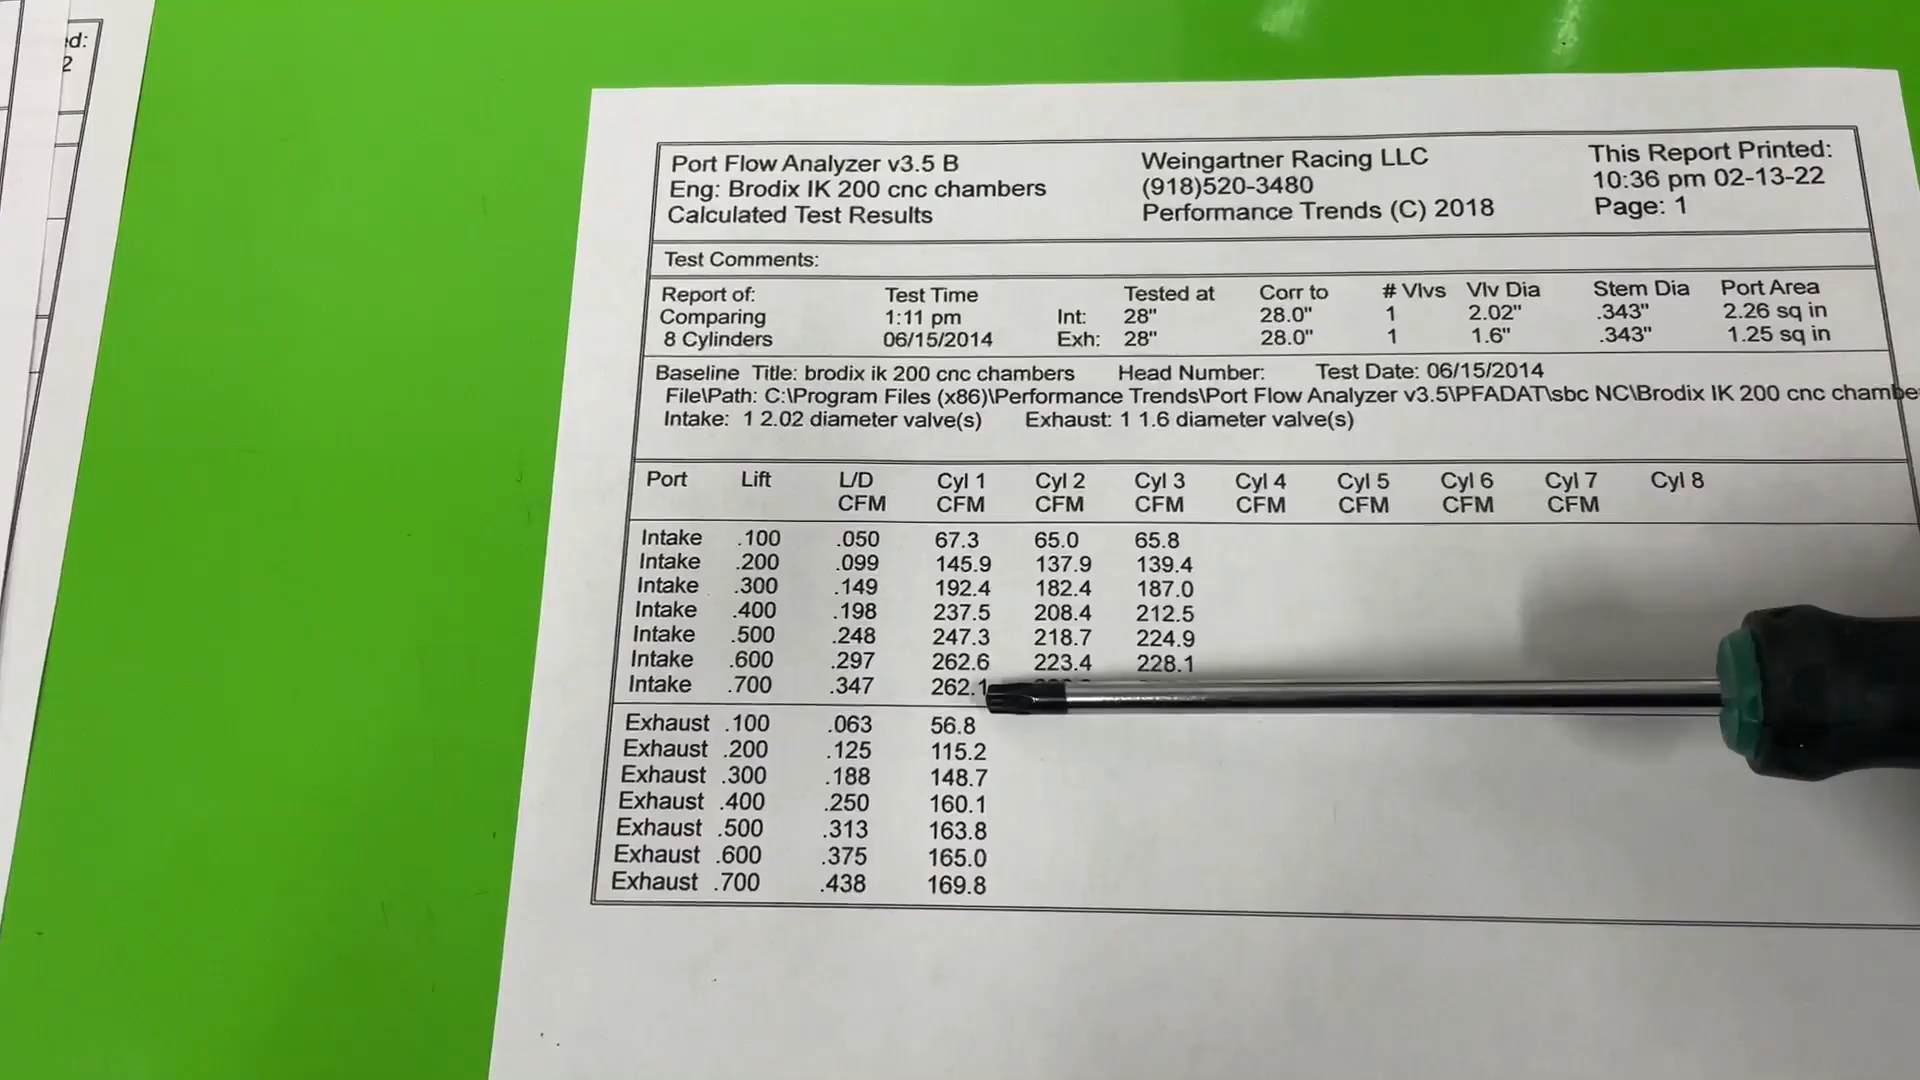 ed:
2
Port Flow Analyzer v3.5 B Weingartner Racing LLC This Report Printed:
Eng: Brodix IK 200 cnc chambers (918)520-3480 10:36 pm 02-13-22
Calculated Test Results Performance Trends (C) 2018 Page: 1
Test Comments:
Report of: Test Time Tested at Corr to # Vlvs Vlv Dia Stem Dia Port Area
Comparing 1:11 pm Int: 28" 28.0" 1 2.02" .343" 2.26 sq in
8 Cylinders 06/15/2014 Exh: 28" 28.0" 1 1.6" .343" 1.25 sq in
Baseline Title: brodix ik 200 cnc chambers Head Number: Test Date: 06/15/2014
File\Path: C:\Program Files (x86)\Performance Trends\Port Flow Analyzer v3.5\PFADAT\sbc NC\Brodix IK 200 cnc chambe
Intake: 1 2.02 diameter valve(s) Exhaust: 1 1.6 diameter valve(s)
Port Lift L/D Cyl 1 Cyl 2 Cyl 3 Cyl 4 Cyl 5 Cyl 6 Cyl 7 Cyl 8
CFM CFM CFM CFM CFM CFM CFM CFM
Intake .100 .050 67.3 65.0 65.8
Intake .200 .099 145.9 137.9 139.4
Intake .300 .149 192.4 182.4 187.0
Intake .400 .198 237.5 208.4 212.5
Intake .500 .248 247.3 218.7 224.9
Intake .600 .297 262.6 223.4 228.1
Intake .700 .347 262.1
Exhaust .100 .063 56.8
Exhaust .200 .125 115.2
Exhaust .300 .188 148.7
Exhaust .400 .250 160.1
Exhaust .500 .313 163.8
Exhaust .600 .375 165.0
Exhaust .700 .438 169.8